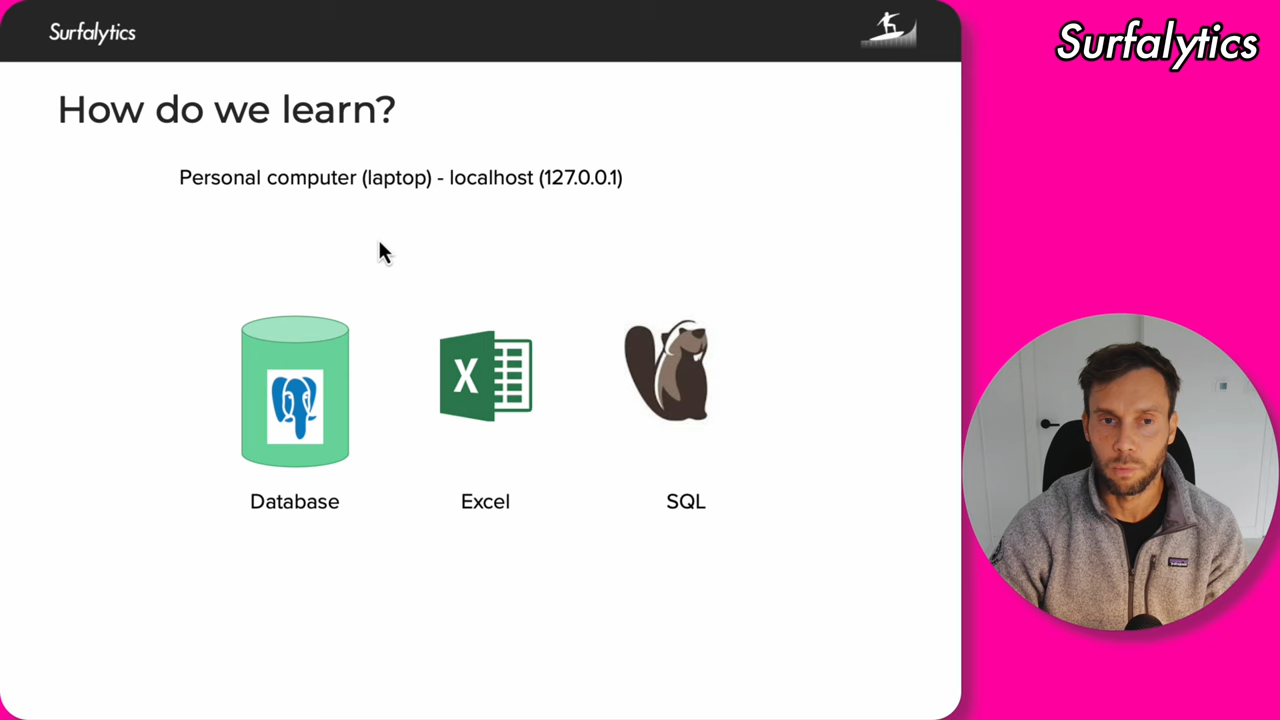 Surfalytics
Surfalytics
How do we learn?
Personal computer (laptop) - localhost (127.0.0.1)
X
Database
Excel
SQL